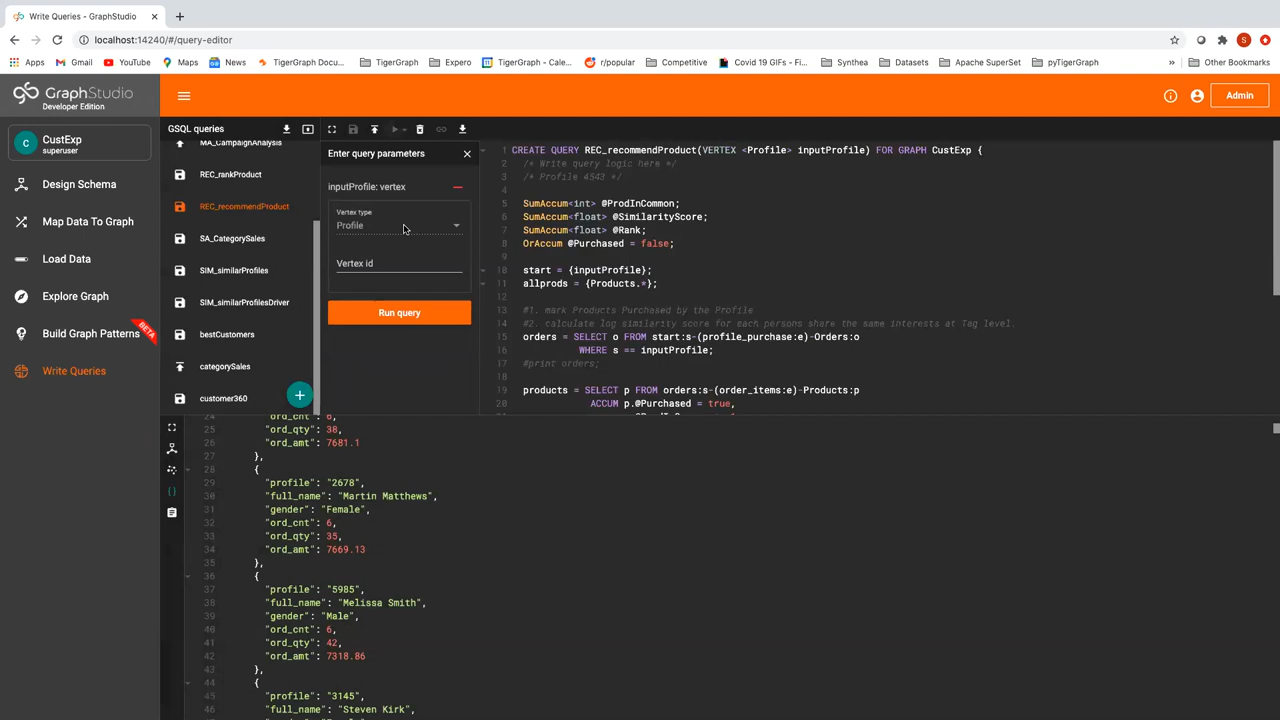 Write Queries - GraphStudio
localhost:14240/#/query-editor
Apps
Gmail
YouTube
Maps
News
TigerGraph Docu...
TigerGraph
Expero
TigerGraph - Cale...
r/popular
Competitive
Covid 19 GIFs - Fi...
Synthea
Datasets
Apache SuperSet
pyTigerGraph
»
Other Bookmarks
GraphStudio
Developer Edition
Admin
C
CustExp
superuser
Design Schema
Map Data To Graph
Load Data
Explore Graph
Build Graph Patterns
BETA
Write Queries
GSQL queries
MA_CampaignAnalysis
REC_rankProduct
REC_recommendProduct
SA_CategorySales
SIM_similarProfiles
SIM_similarProfilesDriver
bestCustomers
categorySales
customer360
Enter query parameters
inputProfile: vertex
Vertex type
Profile
Vertex id
Run query
1 CREATE QUERY REC_recommendProduct(VERTEX <Profile> inputProfile) FOR GRAPH CustExp {
2 /* Write query logic here */
3 /* Profile 4543 */
4
5 SumAccum<int> @ProdInCommon;
6 SumAccum<float> @SimilarityScore;
7 SumAccum<float> @Rank;
8 OrAccum @Purchased = false;
9
10 start = {inputProfile};
11 allprods = {Products.*};
12
13 #1. mark Products Purchased by the Profile
14 #2. calculate log similarity score for each persons share the same interests at Tag level.
15 orders = SELECT o FROM start:s-(profile_purchase:e)-Orders:o
16 WHERE s == inputProfile;
17 #print orders;
18
19 products = SELECT p FROM orders:s-(order_items:e)-Products:p
20 ACCUM p.@Purchased = true,
24 "ord_cnt": 6,
25 "ord_qty": 38,
26 "ord_amt": 7681.1
27 },
28 {
29 "profile": "2678",
30 "full_name": "Martin Matthews",
31 "gender": "Female",
32 "ord_cnt": 6,
33 "ord_qty": 35,
34 "ord_amt": 7669.13
35 },
36 {
37 "profile": "5985",
38 "full_name": "Melissa Smith",
39 "gender": "Male",
40 "ord_cnt": 6,
41 "ord_qty": 42,
42 "ord_amt": 7318.86
43 },
44 {
45 "profile": "3145",
46 "full_name": "Steven Kirk",